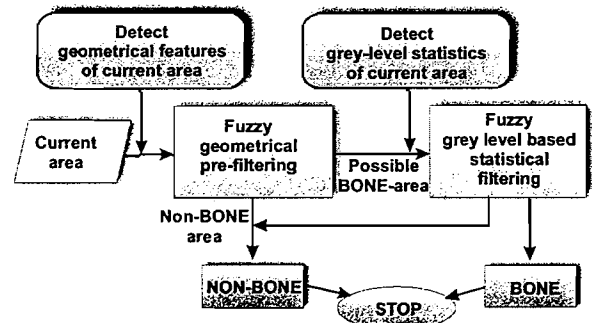 Detect
geometrical features
of current area
Detect
grey-level statistics
of current area
Current
area
Fuzzy
geometrical
pre-filtering
Possible
BONE-area
Fuzzy
grey level based
statistical
filtering
Non-BONE
area
NON-BONE
STOP
BONE